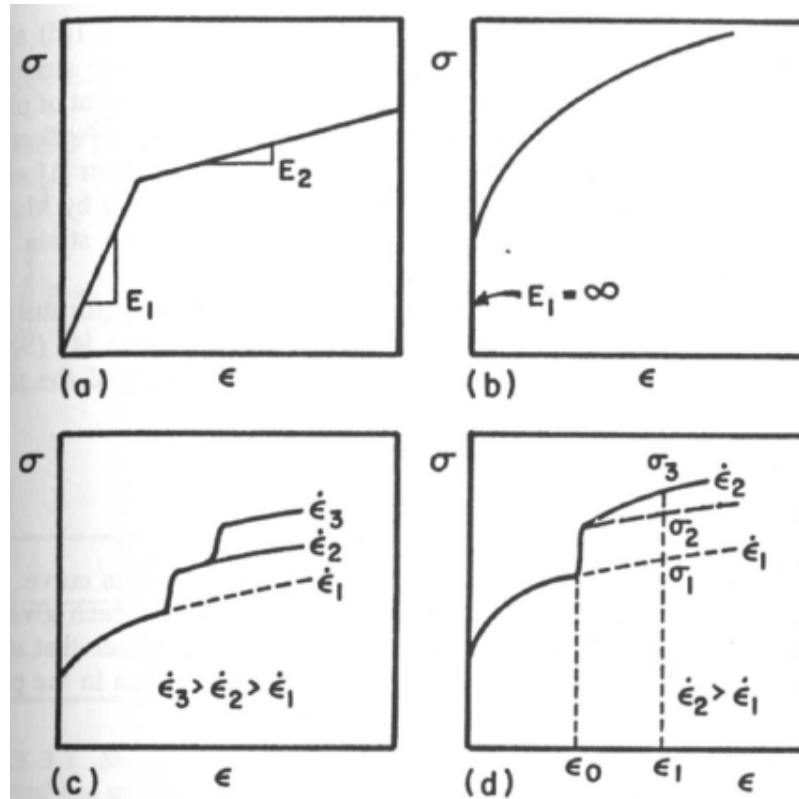 σ
E₂
E₁
(a)
ϵ
σ
E₁ = ∞
(b)
ϵ
σ
ϵ̇₃
ϵ̇₂
ϵ̇₁
ϵ̇₃ > ϵ̇₂ > ϵ̇₁
(c)
ϵ
σ
σ₃
ϵ̇₂
σ₂
ϵ̇₁
σ₁
ϵ̇₂ > ϵ̇₁
(d)
ϵ₀
ϵ₁
ϵ